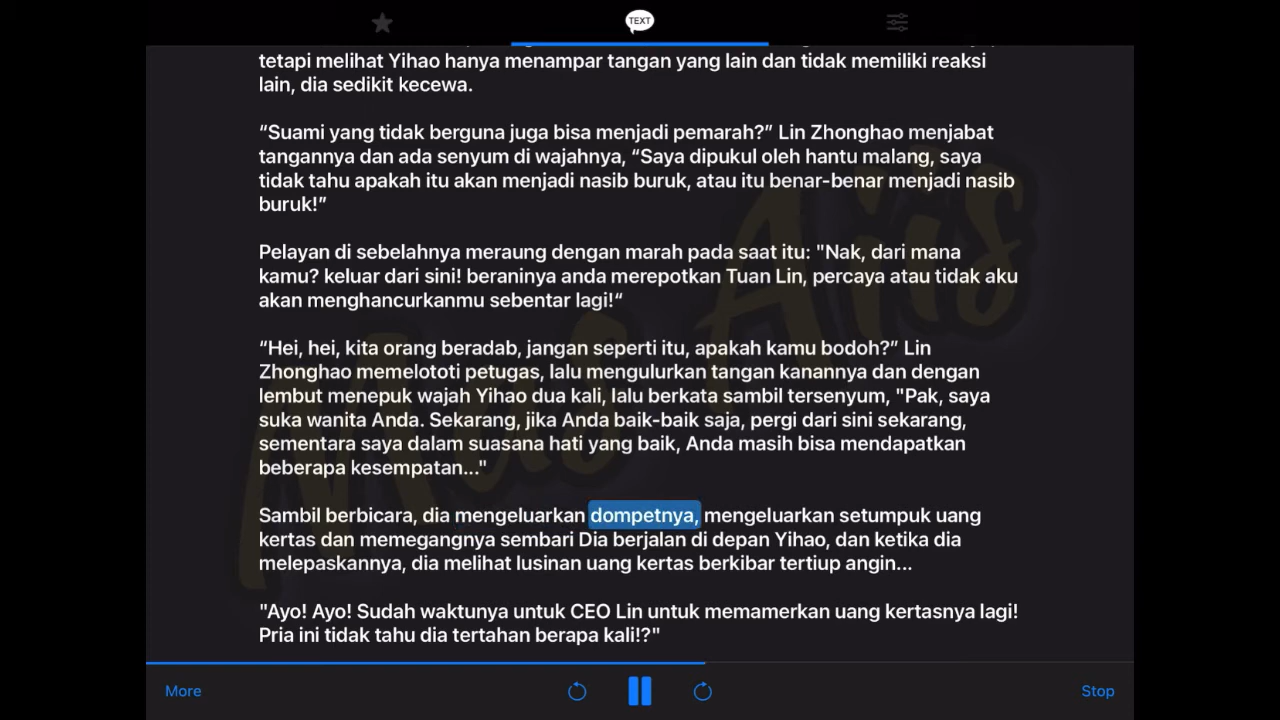 TEXT
tetapi melihat Yihao hanya menampar tangan yang lain dan tidak memiliki reaksi
lain, dia sedikit kecewa.
“Suami yang tidak berguna juga bisa menjadi pemarah?” Lin Zhonghao menjabat
tangannya dan ada senyum di wajahnya, “Saya dipukul oleh hantu malang, saya
tidak tahu apakah itu akan menjadi nasib buruk, atau itu benar-benar menjadi nasib
buruk!”
Pelayan di sebelahnya meraung dengan marah pada saat itu: "Nak, dari mana
kamu? keluar dari sini! beraninya anda merepotkan Tuan Lin, percaya atau tidak aku
akan menghancurkanmu sebentar lagi!“
“Hei, hei, kita orang beradab, jangan seperti itu, apakah kamu bodoh?” Lin
Zhonghao memelototi petugas, lalu mengulurkan tangan kanannya dan dengan
lembut menepuk wajah Yihao dua kali, lalu berkata sambil tersenyum, "Pak, saya
suka wanita Anda. Sekarang, jika Anda baik-baik saja, pergi dari sini sekarang,
sementara saya dalam suasana hati yang baik, Anda masih bisa mendapatkan
beberapa kesempatan..."
Sambil berbicara, dia mengeluarkan dompetnya, mengeluarkan setumpuk uang
kertas dan memegangnya sembari Dia berjalan di depan Yihao, dan ketika dia
melepaskannya, dia melihat lusinan uang kertas berkibar tertiup angin...
"Ayo! Ayo! Sudah waktunya untuk CEO Lin untuk memamerkan uang kertasnya lagi!
Pria ini tidak tahu dia tertahan berapa kali!?"
Mas Aiis
More
Stop